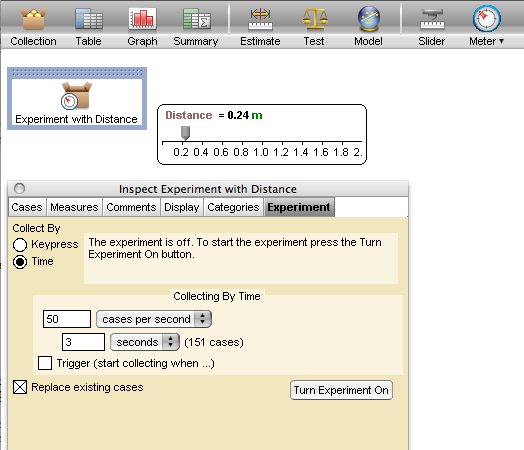 Collection Table Graph Summary Estimate Test Model Slider Meter ▾
Experiment with Distance
Distance = 0.24 m
0.2 0.4 0.6 0.8 1.0 1.2 1.4 1.6 1.8 2.
Inspect Experiment with Distance
Cases Measures Comments Display Categories Experiment
Collect By
Keypress
Time
The experiment is off. To start the experiment press the Turn
Experiment On button.
Collecting By Time
50 cases per second
3 seconds (151 cases)
Trigger (start collecting when ...)
Replace existing cases
Turn Experiment On